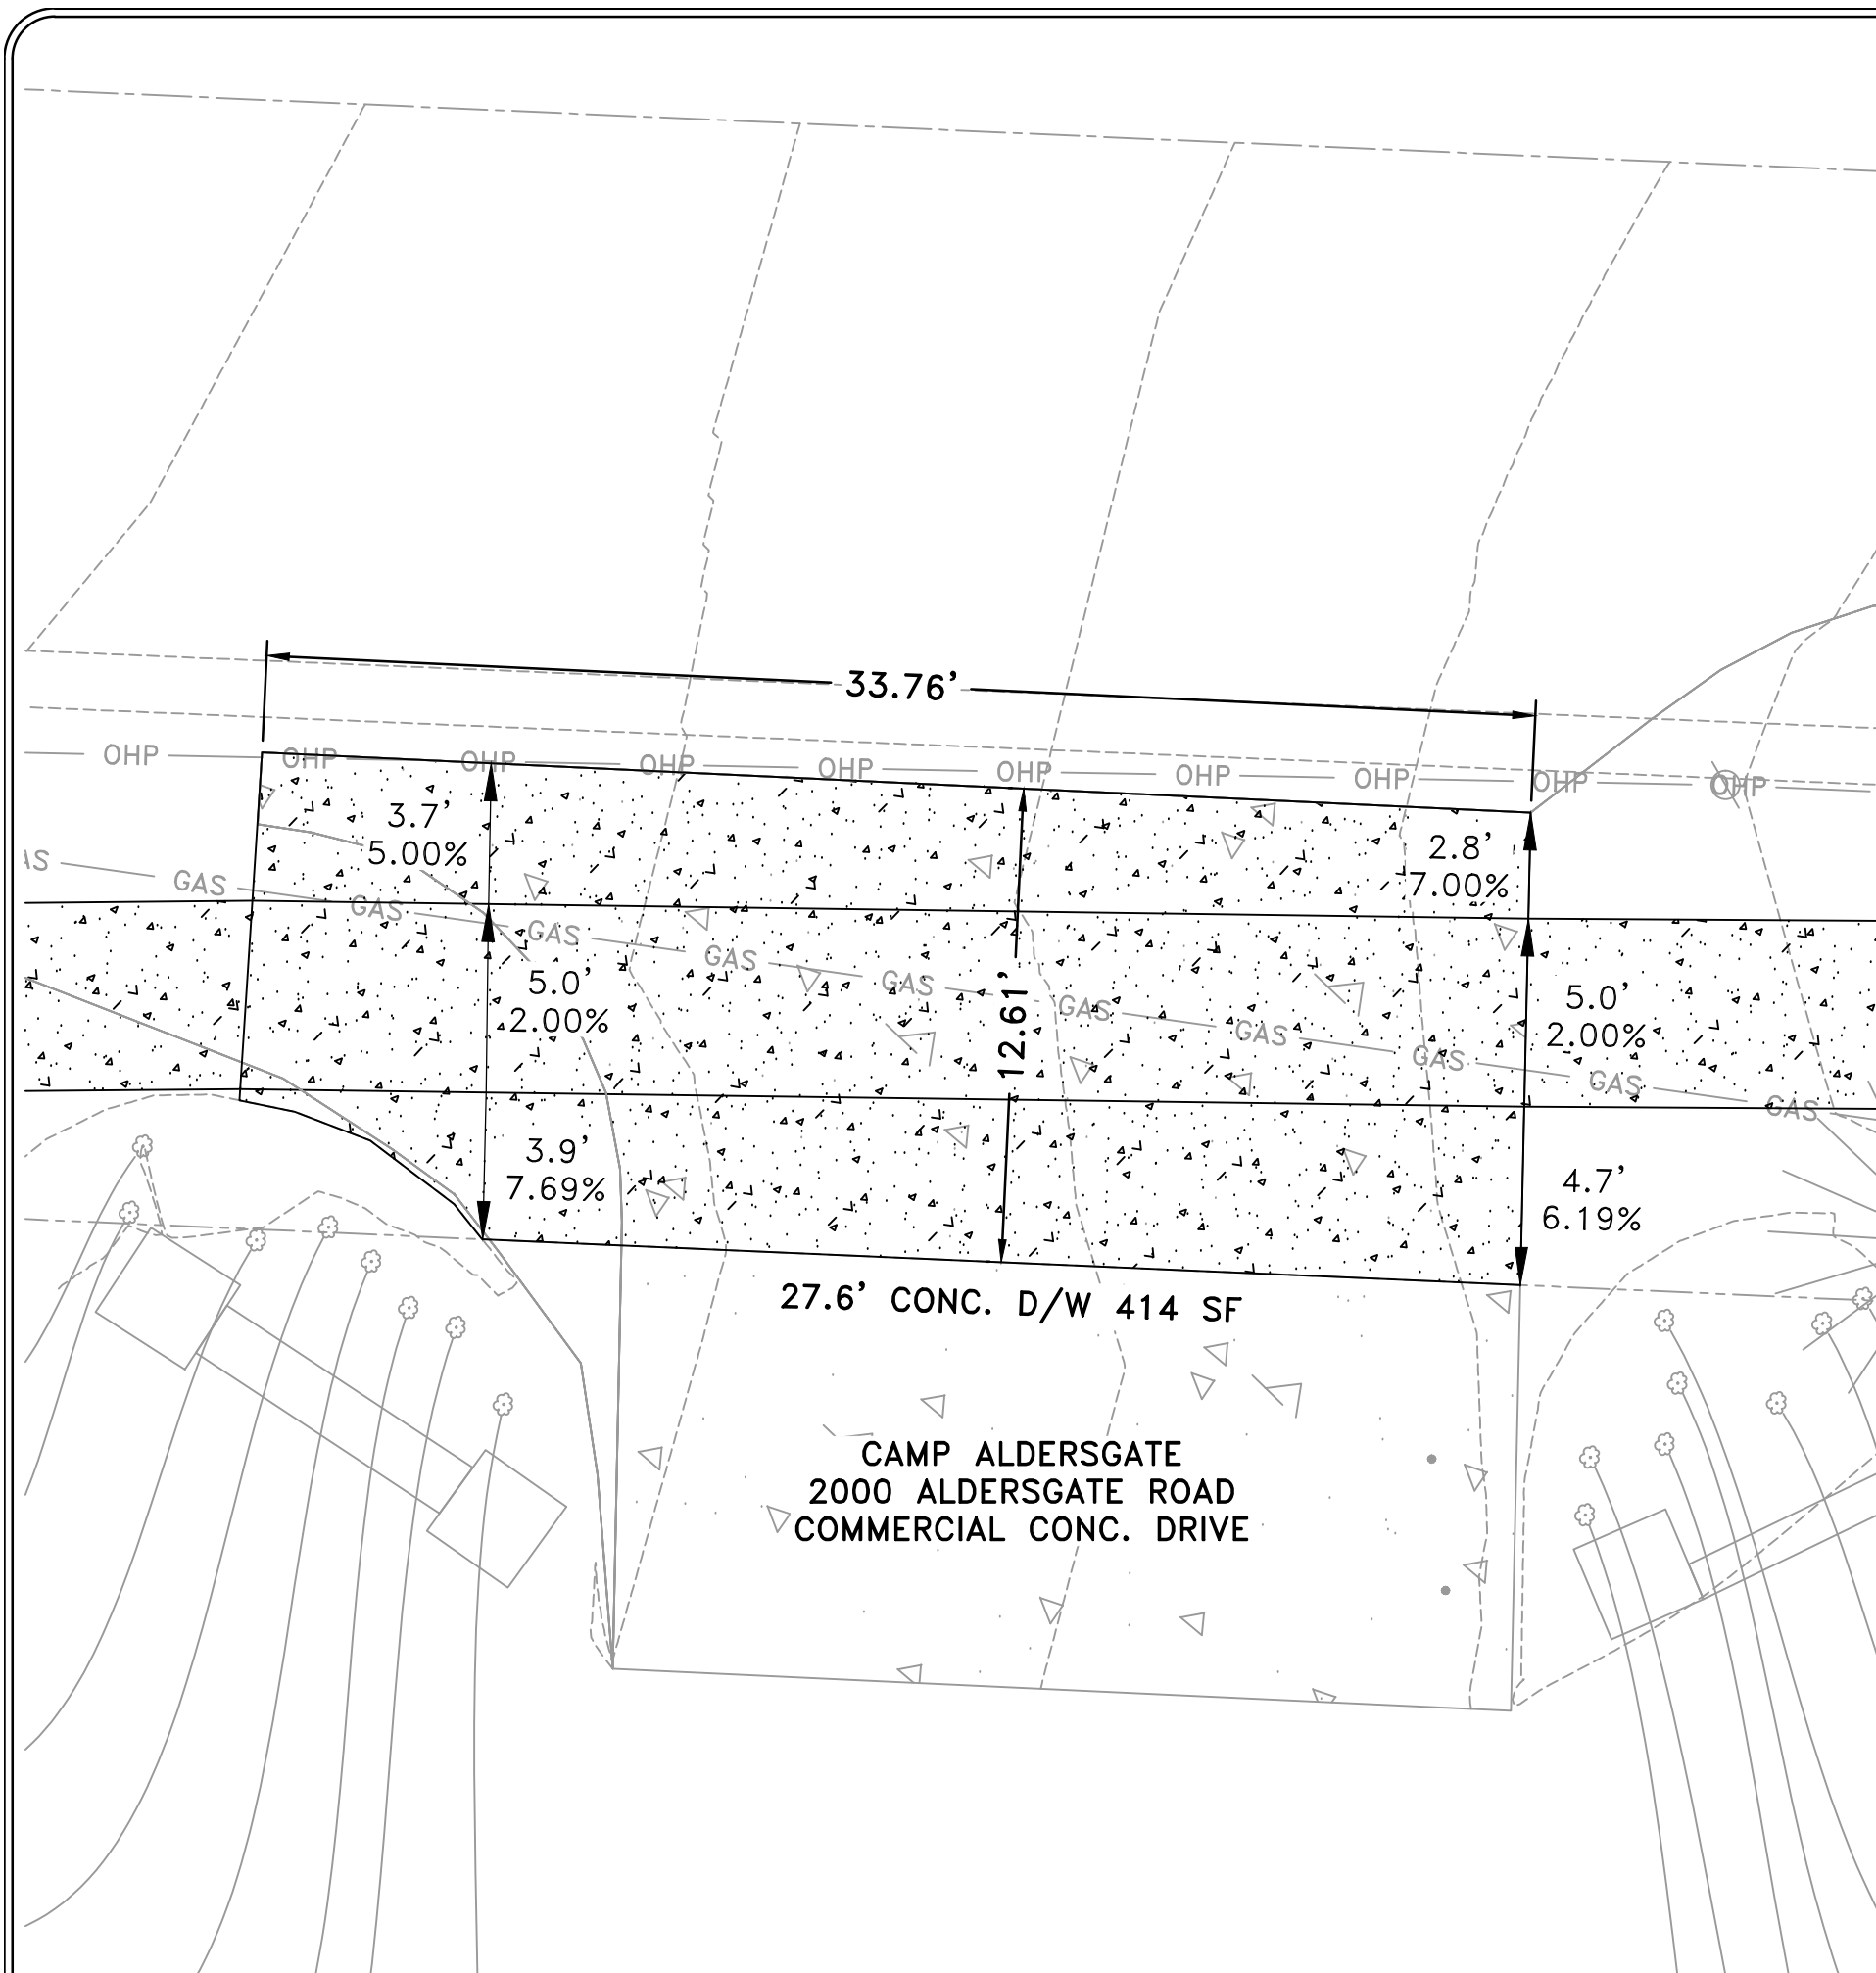 33.76’
OHP OHP OHP OHP OHP OHP OHP OHP OHP OHP
3.7’
5.00%
2.8’
7.00%
GAS GAS GAS GAS GAS GAS GAS GAS GAS GAS
5.0’
2.00%
12.61’
5.0’
2.00%
3.9’
7.69%
4.7’
6.19%
27.6’ CONC. D/W 414 SF
CAMP ALDERSGATE
2000 ALDERSGATE ROAD
COMMERCIAL CONC. DRIVE